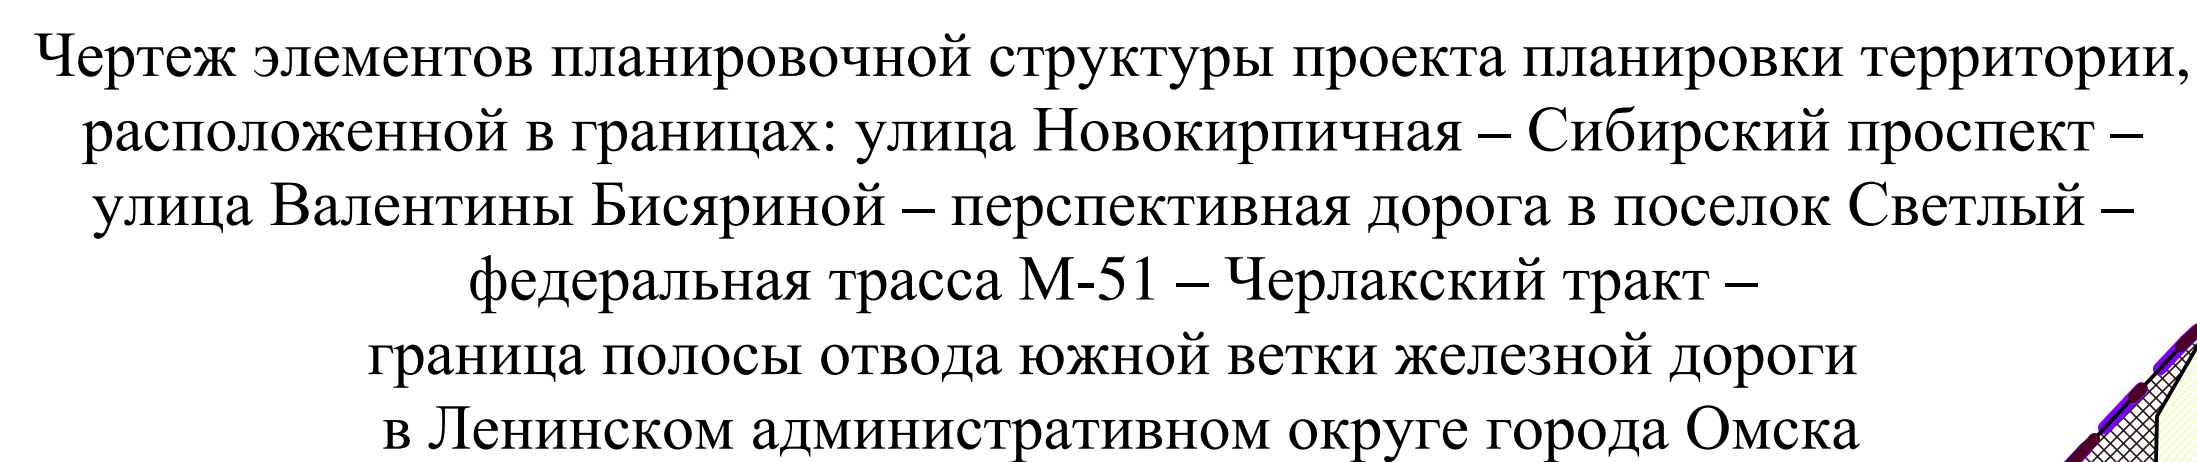 Чертеж элементов планировочной структуры проекта планировки территории,
расположенной в границах: улица Новокирпичная – Сибирский проспект –
улица Валентины Бисяриной – перспективная дорога в поселок Светлый –
федеральная трасса М-51 – Черлакский тракт –
граница полосы отвода южной ветки железной дороги
в Ленинском административном округе города Омска